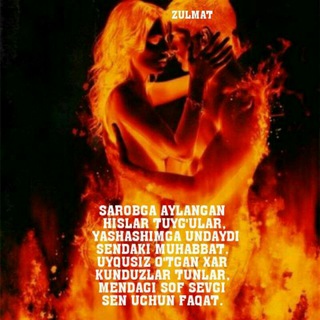 ZULMAT
SAROBGA AYLANGAN
HISLAR TUYG'ULAR,
YASHASHIMGA UNDAYDI
SENDAKI MUHABBAT.
UYQUSIZ O'TGAN XAR
KUNDUZLAR TUNLAR,
MENDAGI SOF SEVGI
SEN UCHUN FAQAT.